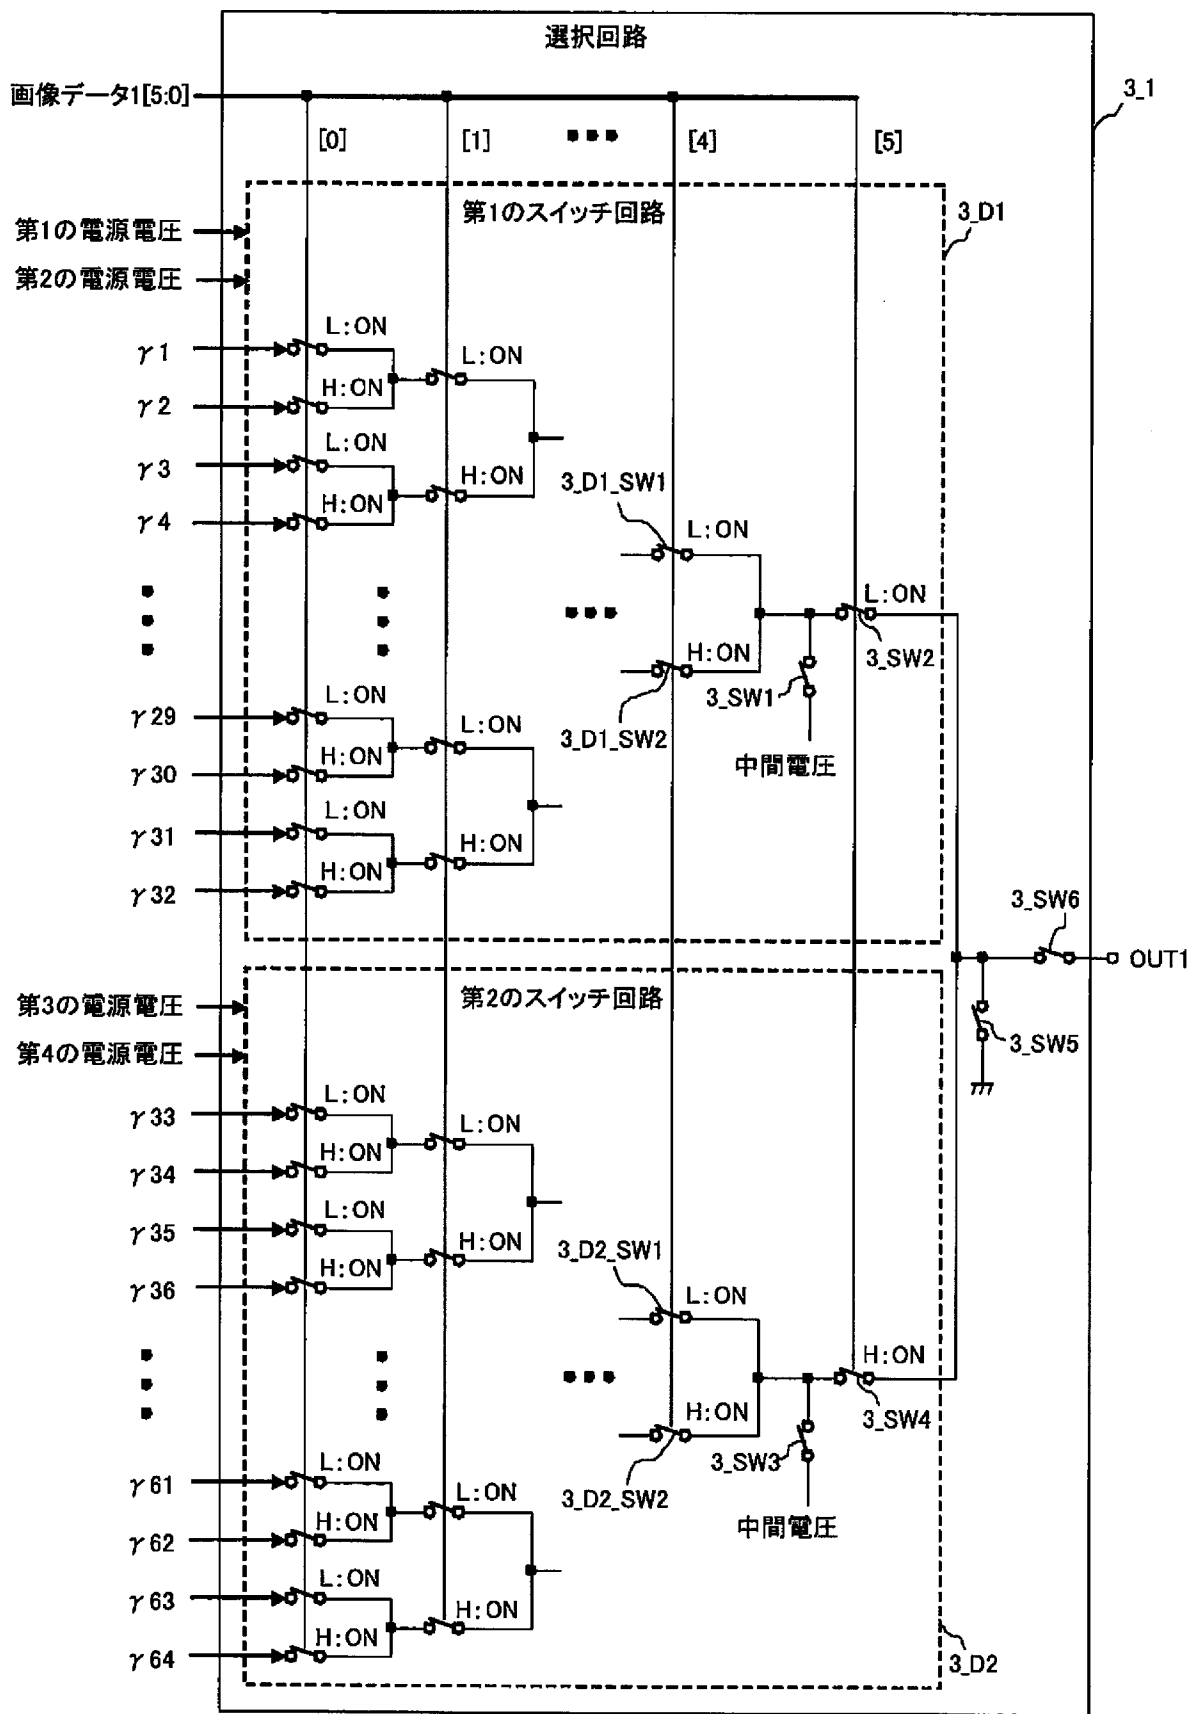 選択回路
画像データ1[5:0]
3_1
[0]
[1]
[4]
[5]
第1のスイッチ回路
3_D1
第1の電源電圧
第2の電源電圧
γ1
L:ON
L:ON
γ2
H:ON
γ3
L:ON
γ4
H:ON
H:ON
3_D1_SW1
L:ON
L:ON
3_SW2
H:ON
3_D1_SW2
3_SW1
中間電圧
γ29
L:ON
L:ON
γ30
H:ON
γ31
L:ON
γ32
H:ON
H:ON
3_SW6
OUT1
3_SW5
第2のスイッチ回路
第3の電源電圧
第4の電源電圧
γ33
L:ON
L:ON
γ34
H:ON
γ35
L:ON
γ36
H:ON
H:ON
3_D2_SW1
L:ON
H:ON
3_SW4
H:ON
3_D2_SW2
3_SW3
中間電圧
γ61
L:ON
L:ON
γ62
H:ON
γ63
L:ON
γ64
H:ON
H:ON
3_D2